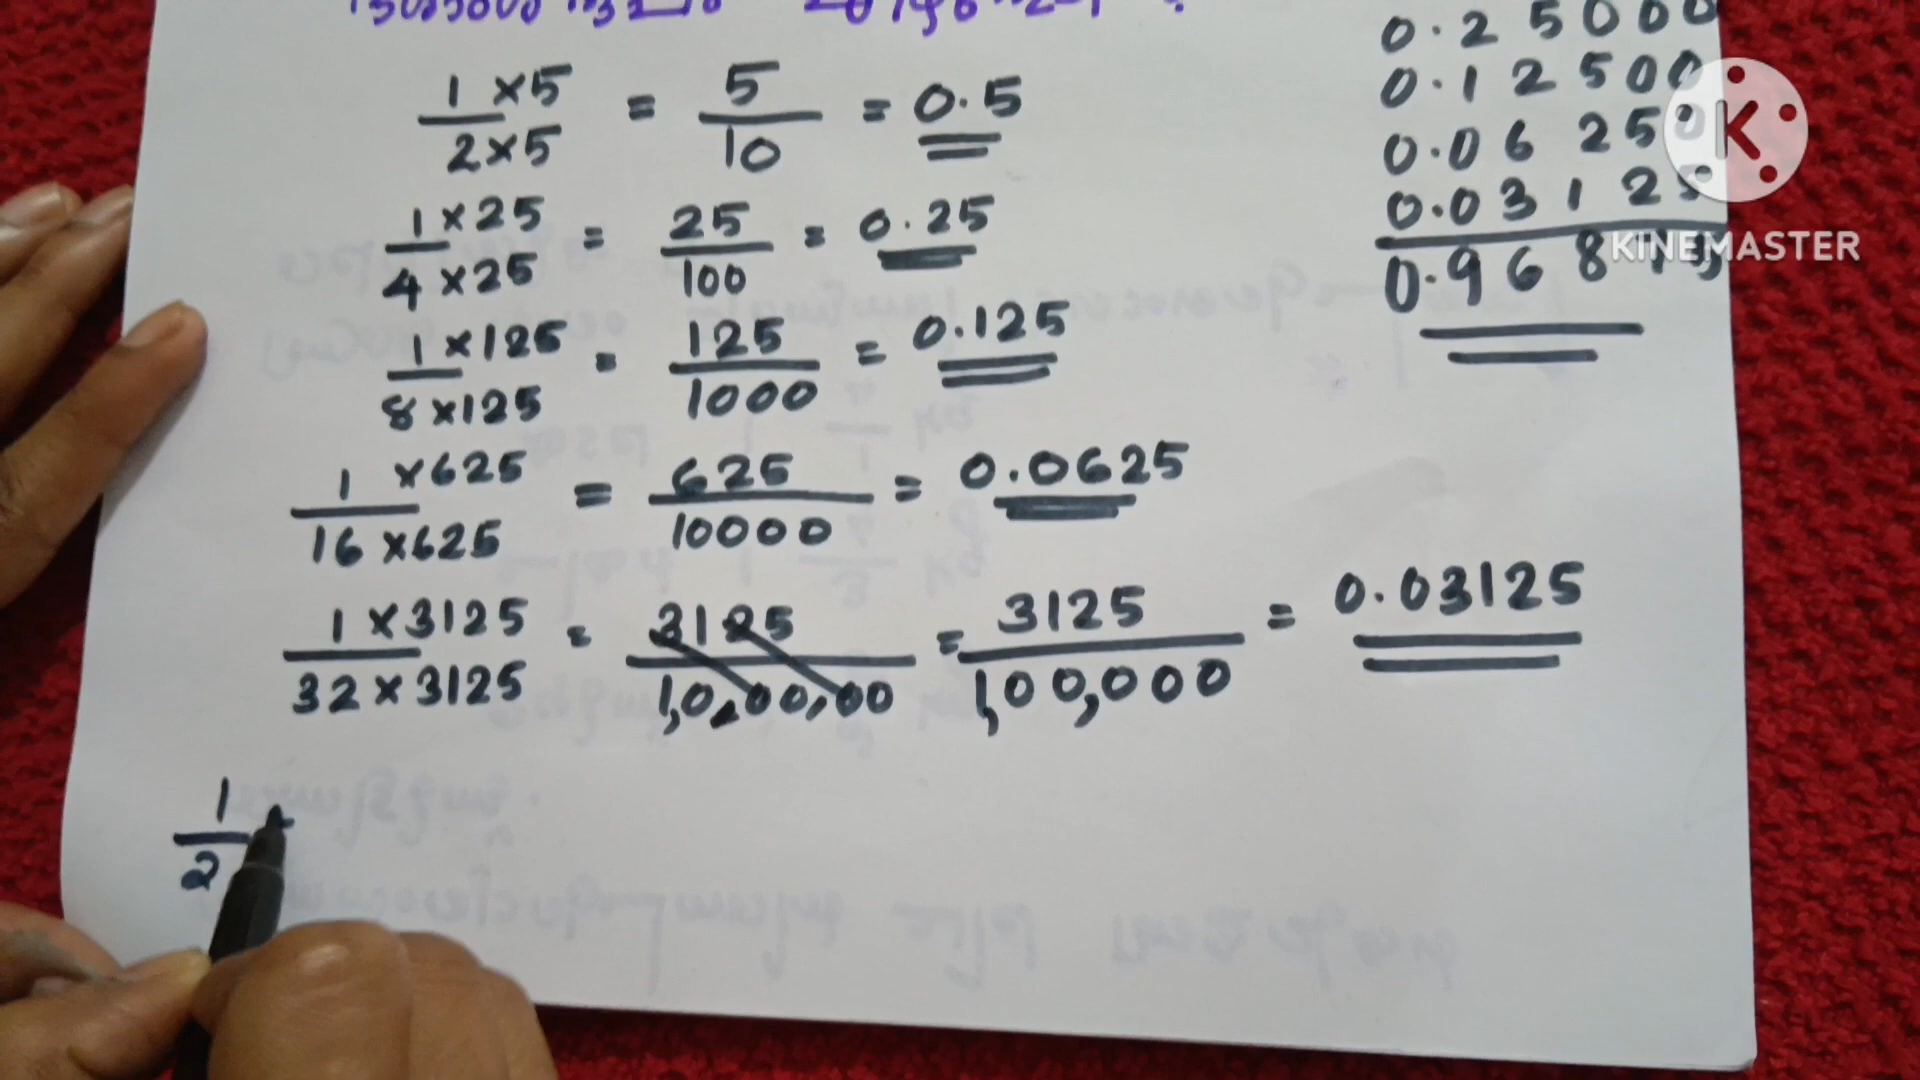 1 × 5 / 2 × 5 = 5 / 10 = 0.5
1 × 25 / 4 × 25 = 25 / 100 = 0.25
1 × 125 / 8 × 125 = 125 / 1000 = 0.125
1 × 625 / 16 × 625 = 625 / 10000 = 0.0625
1 × 3125 / 32 × 3125 = 3125 / 1,0,00,00 = 3125 / 1,00,000 = 0.03125
1 / 2
0.25000
0.12500
0.06250
0.03125
0.968
KINEMASTER